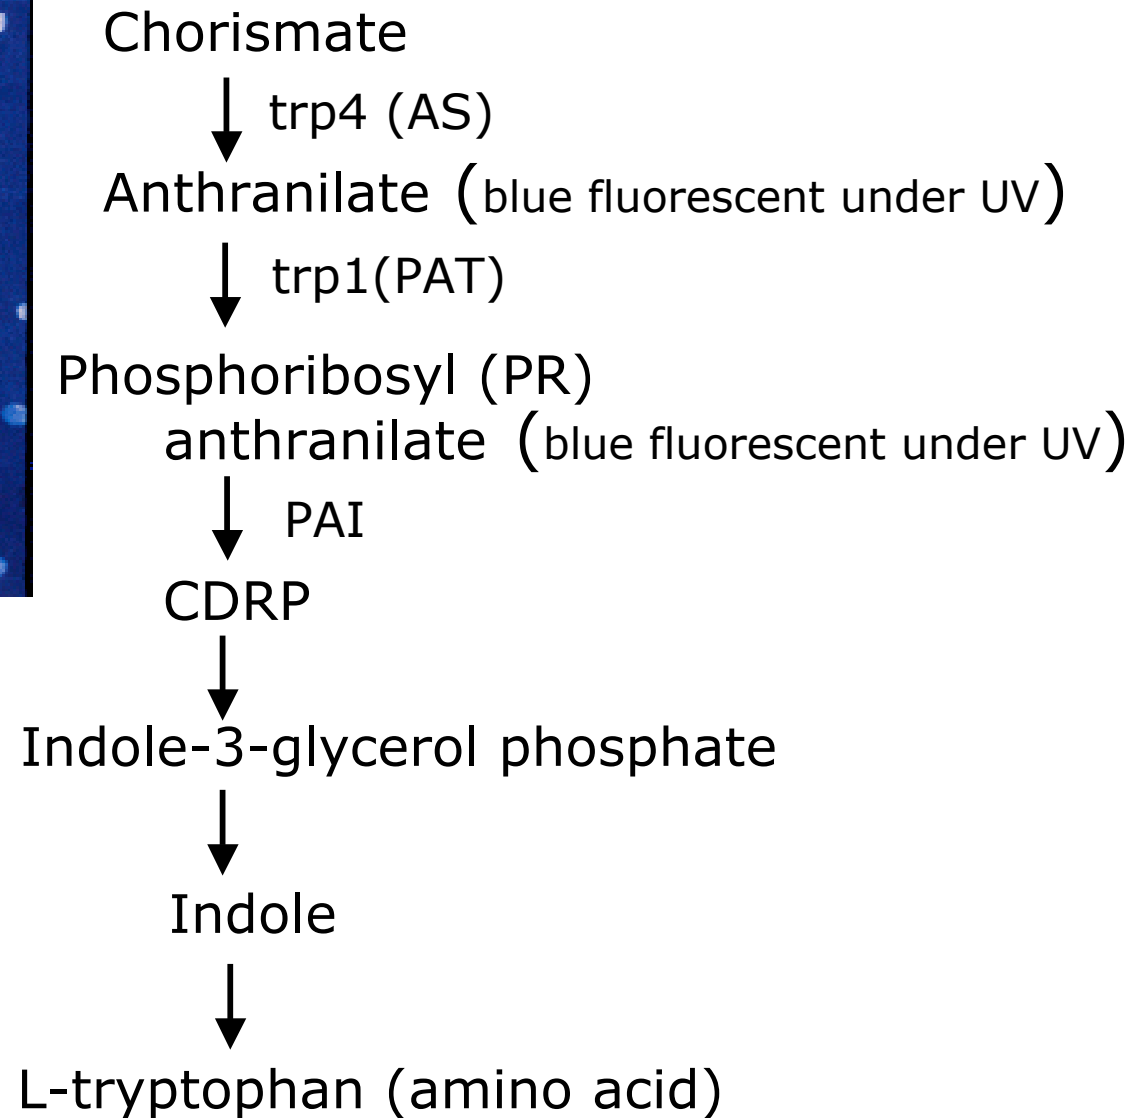 Chorismate
trp4 (AS)
Anthranilate (blue fluorescent under UV)
trp1(PAT)
Phosphoribosyl (PR)
anthranilate (blue fluorescent under UV)
PAI
CDRP
Indole-3-glycerol phosphate
Indole
L-tryptophan (amino acid)